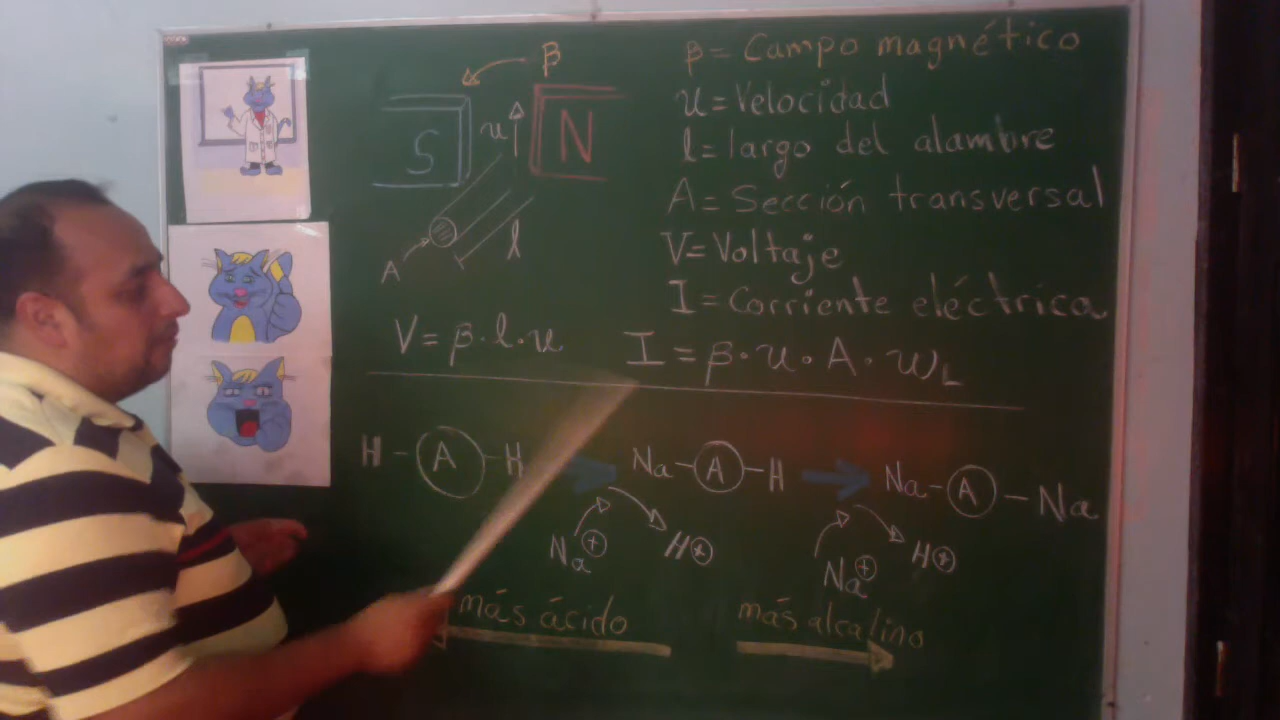 β
β = Campo magnético
u = Velocidad
S
u
N
l = largo del alambre
A = Sección transversal
l
A
V = Voltaje
I = Corriente eléctrica
V = β · l · u
I = β · u · A · w_L
H - A - H
Na - A - H
Na - A - Na
Na +
H +
Na +
H +
más ácido
más alcalino